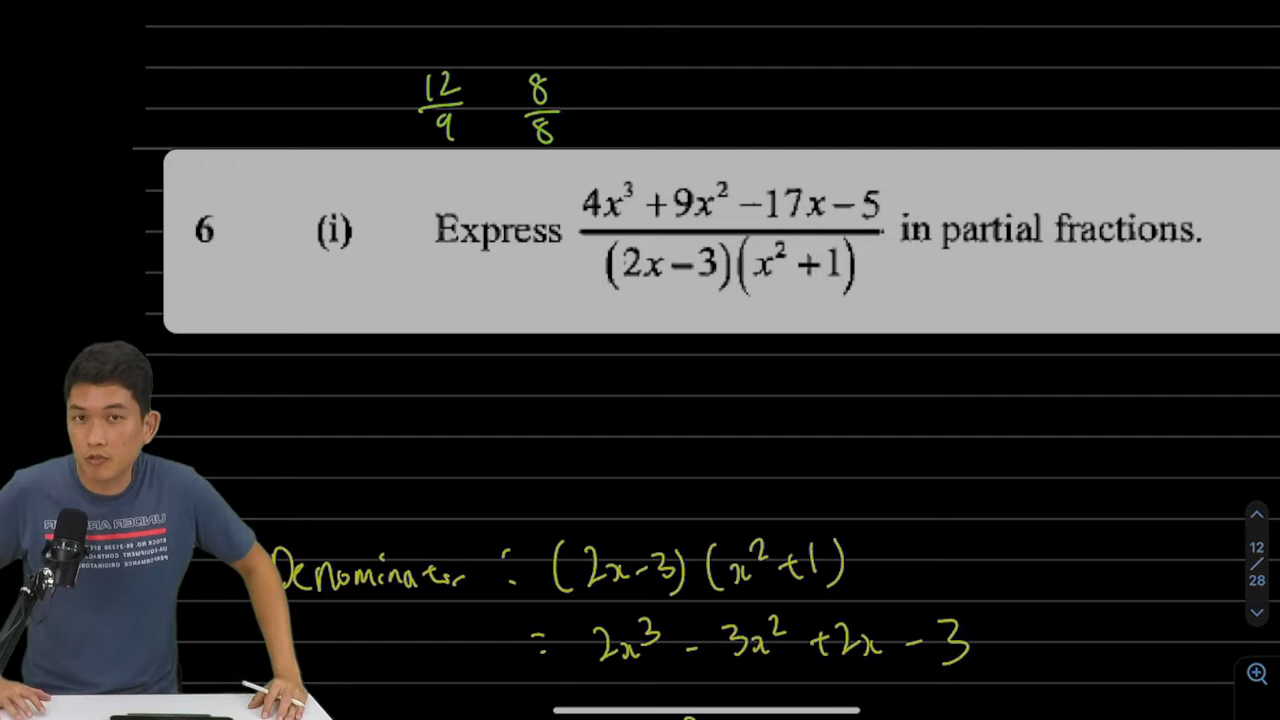 12/9 8/8
6 (i) Express (4x³ + 9x² − 17x − 5)/((2x − 3)(x² + 1)) in partial fractions.
UNDER
Denominator : (2x-3)(x²+1)
= 2x³ - 3x² + 2x - 3
12
/
28